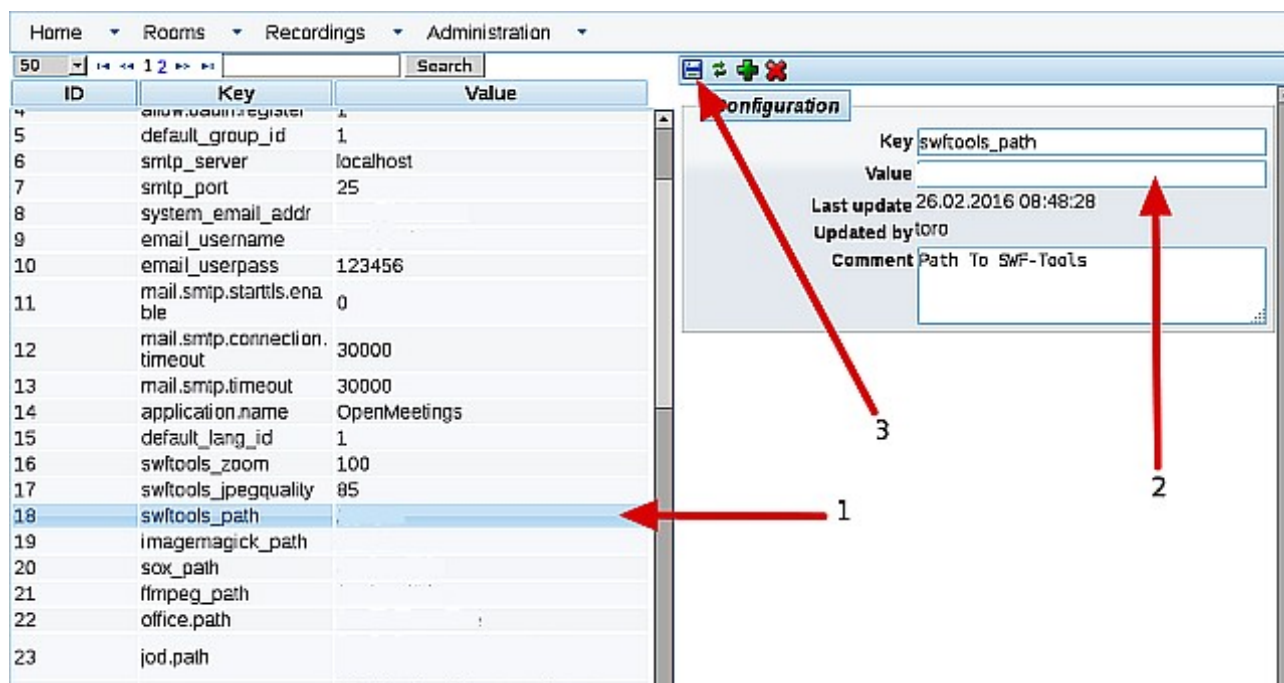 Home Rooms Recordings Administration
50 1 2 Search
ID Key Value
4 1
5 default_group_id 1
6 smtp_server localhost
7 smtp_port 25
8 system_email_addr
9 email_username
10 email_userpass 123456
11 mail.smtp.starttls.ena
ble 0
12 mail.smtp.connection.
timeout 30000
13 mail.smtp.timeout 30000
14 application.name OpenMeetings
15 default_lang_id 1
16 swftools_zoom 100
17 swftools_jpegquality 85
18 swftools_path
19 imagemagick_path
20 sox_path
21 ffmpeg_path
22 office.path
23 jod.path
Configuration
Key swftools_path
Value
Last update 26.02.2016 08:48:28
Updated by toro
Comment Path To SWF-Tools
3
2
1